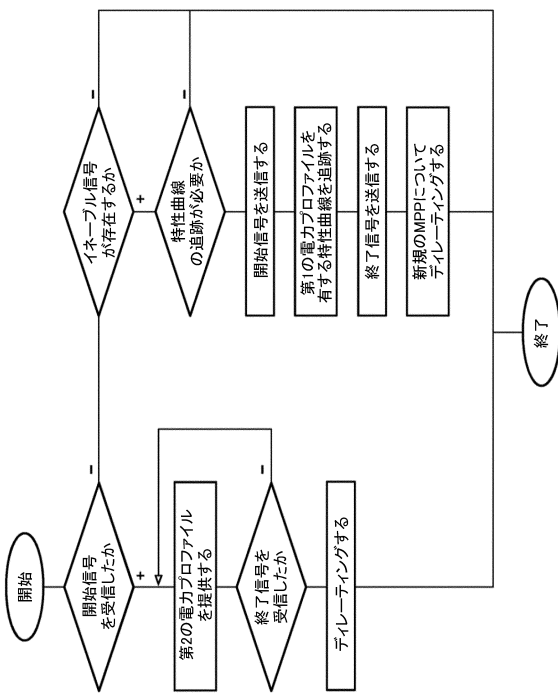 開始
開始信号
を受信したか
+
−
第2の電力プロファイル
を提供する
終了信号を
受信したか
−
ディレーティングする
イネーブル信号
が存在するか
+
−
特性曲線
の追跡が必要か
−
開始信号を送信する
第1の電力プロファイルを
有する特性曲線を追跡する
終了信号を送信する
新規のMPPについて
ディレーティングする
終了